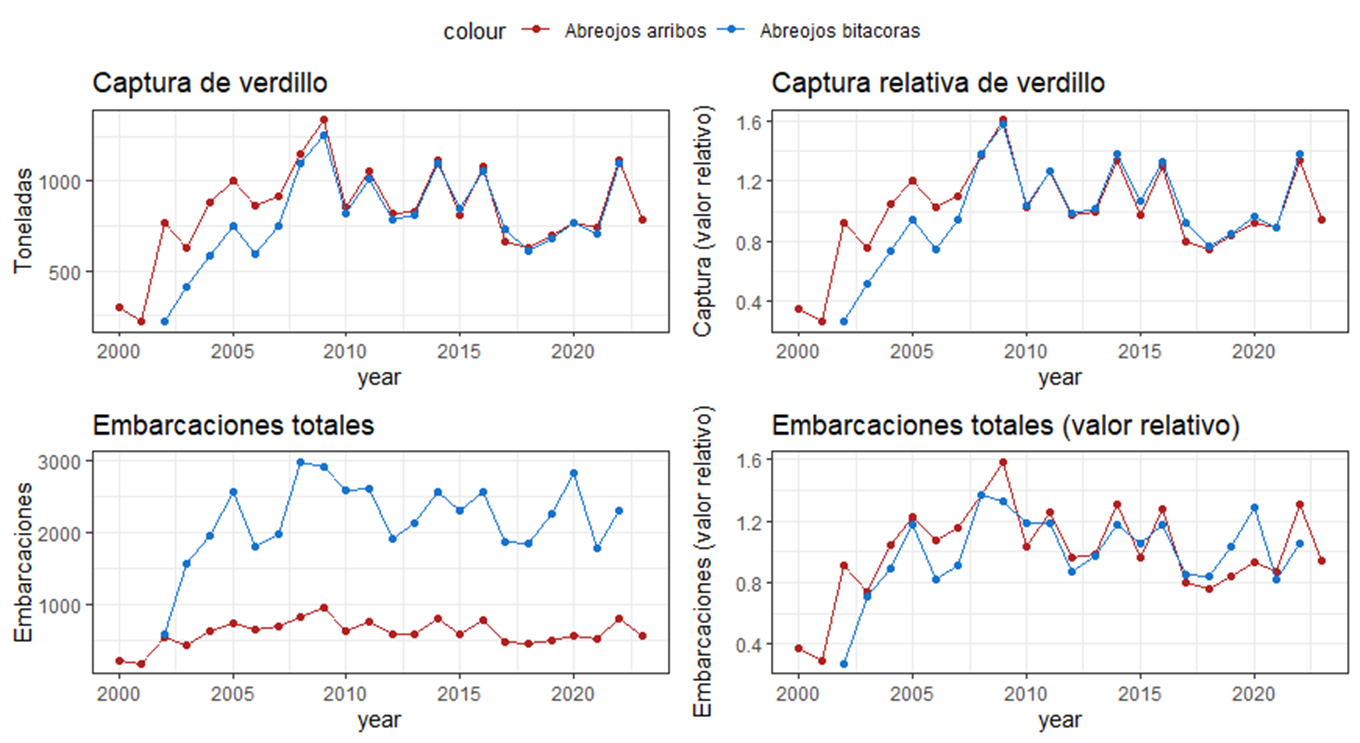 colour Abreojos arribos Abreojos bitacoras
Captura de verdillo
Toneladas
1000
500
2000 2005 2010 2015 2020
year
Captura relativa de verdillo
Captura (valor relativo)
1.6
1.2
0.8
0.4
2000 2005 2010 2015 2020
year
Embarcaciones totales
Embarcaciones
3000
2000
1000
2000 2005 2010 2015 2020
year
Embarcaciones totales (valor relativo)
Embarcaciones (valor relativo)
1.6
1.2
0.8
0.4
2000 2005 2010 2015 2020
year